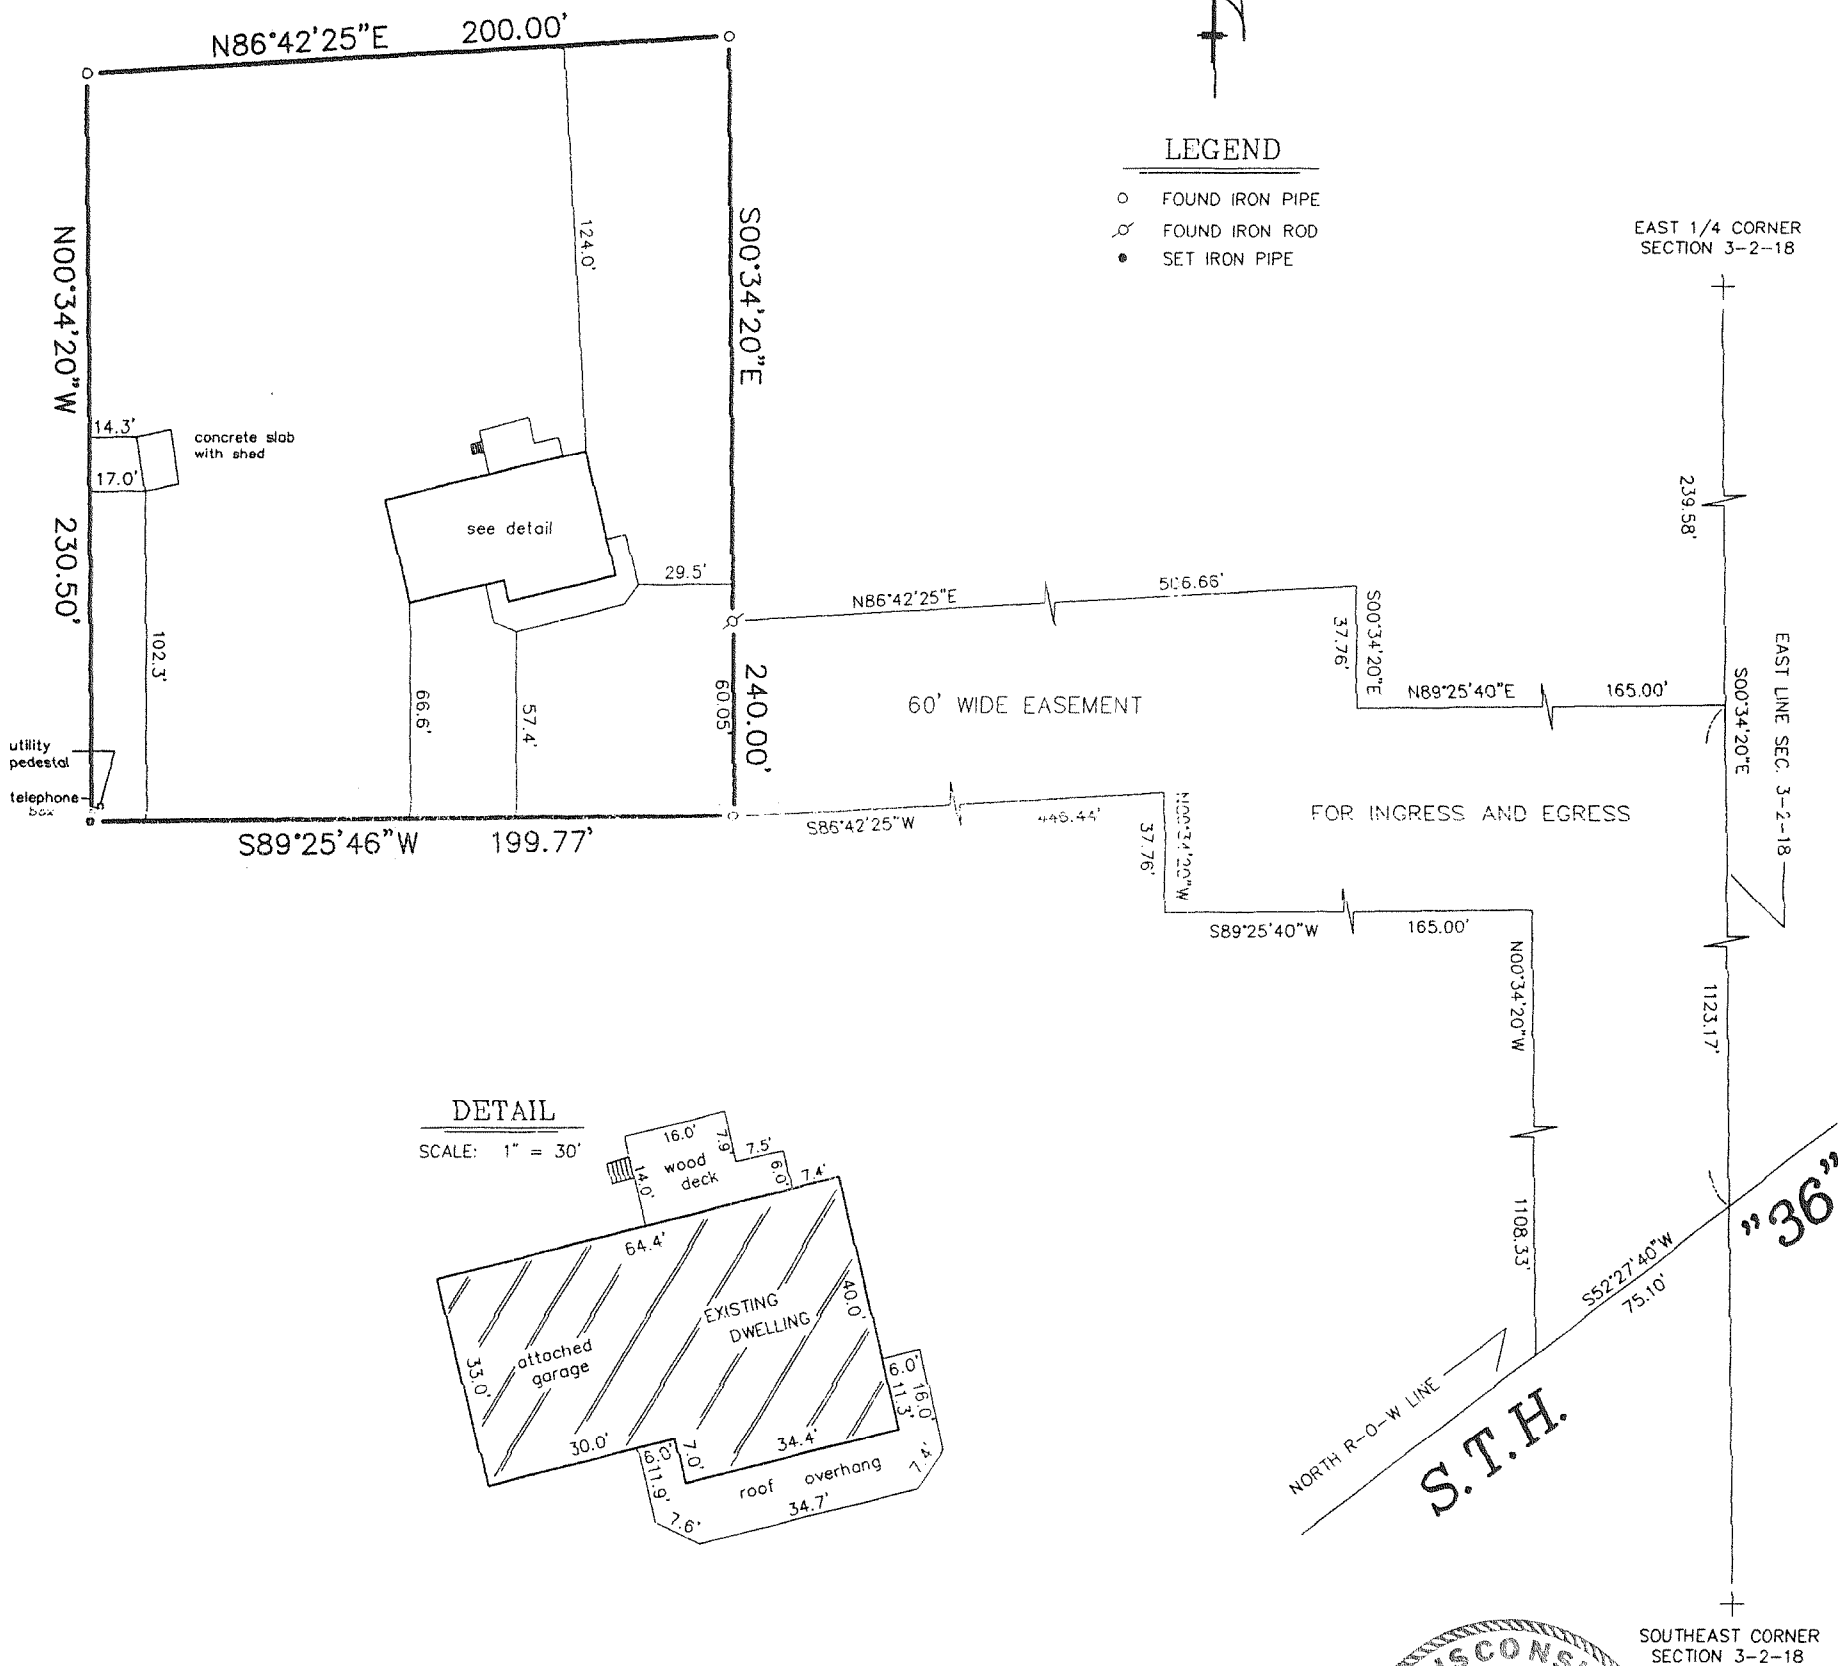 N86°42'25"E 200.00'
N00°34'20"W 230.50'
S00°34'20"E 240.00'
124.0'
LEGEND
FOUND IRON PIPE
FOUND IRON ROD
SET IRON PIPE
EAST 1/4 CORNER
SECTION 3-2-18
14.3'
17.0'
concrete slab
with shed
see detail
29.5'
102.3'
66.6'
57.4'
60.05'
utility
pedestal
telephone
box
S89°25'46"W 199.77'
N86°42'25"E
S00°34'20"E
37.76'
239.58'
N89°25'40"E 165.00'
S00°34'20"E
EAST LINE SEC. 3-2-18
60' WIDE EASEMENT
FOR INGRESS AND EGRESS
S86°42'25"W
N00°34'20"W
37.76'
S89°25'40"W 165.00'
N00°34'20"W
1108.33'
1123.17'
S52°27'40"W
75.10'
NORTH R-O-W LINE
S.T.H. "36"
DETAIL
SCALE: 1" = 30'
16.0'
7.9'
7.5'
wood
deck
14.0'
6.0'
7.4'
64.4'
EXISTING
DWELLING
40.0'
attached
garage
33.0'
30.0'
6.0'
11.9'
7.0'
34.4'
6.0'
11.3'
16.0'
roof overhang
7.4'
34.7'
7.6'
SOUTHEAST CORNER
SECTION 3-2-18